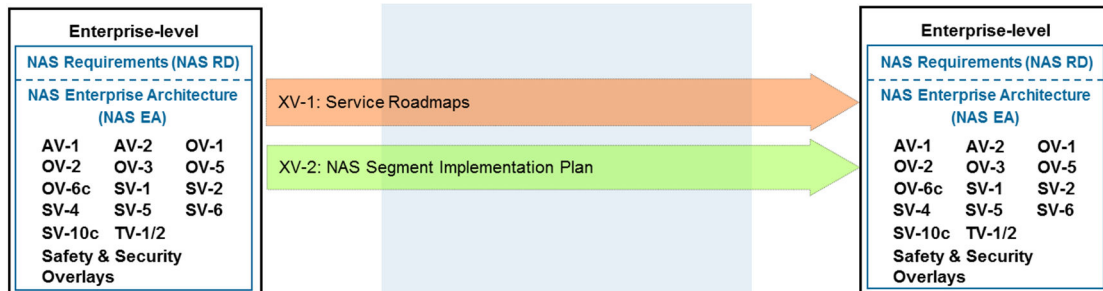 Enterprise-level
NAS Requirements (NAS RD)
NAS Enterprise Architecture
(NAS EA)
AV-1 AV-2 OV-1
OV-2 OV-3 OV-5
OV-6c SV-1 SV-2
SV-4 SV-5 SV-6
SV-10c TV-1/2
Safety & Security
Overlays
XV-1: Service Roadmaps
XV-2: NAS Segment Implementation Plan
Enterprise-level
NAS Requirements (NAS RD)
NAS Enterprise Architecture
(NAS EA)
AV-1 AV-2 OV-1
OV-2 OV-3 OV-5
OV-6c SV-1 SV-2
SV-4 SV-5 SV-6
SV-10c TV-1/2
Safety & Security
Overlays